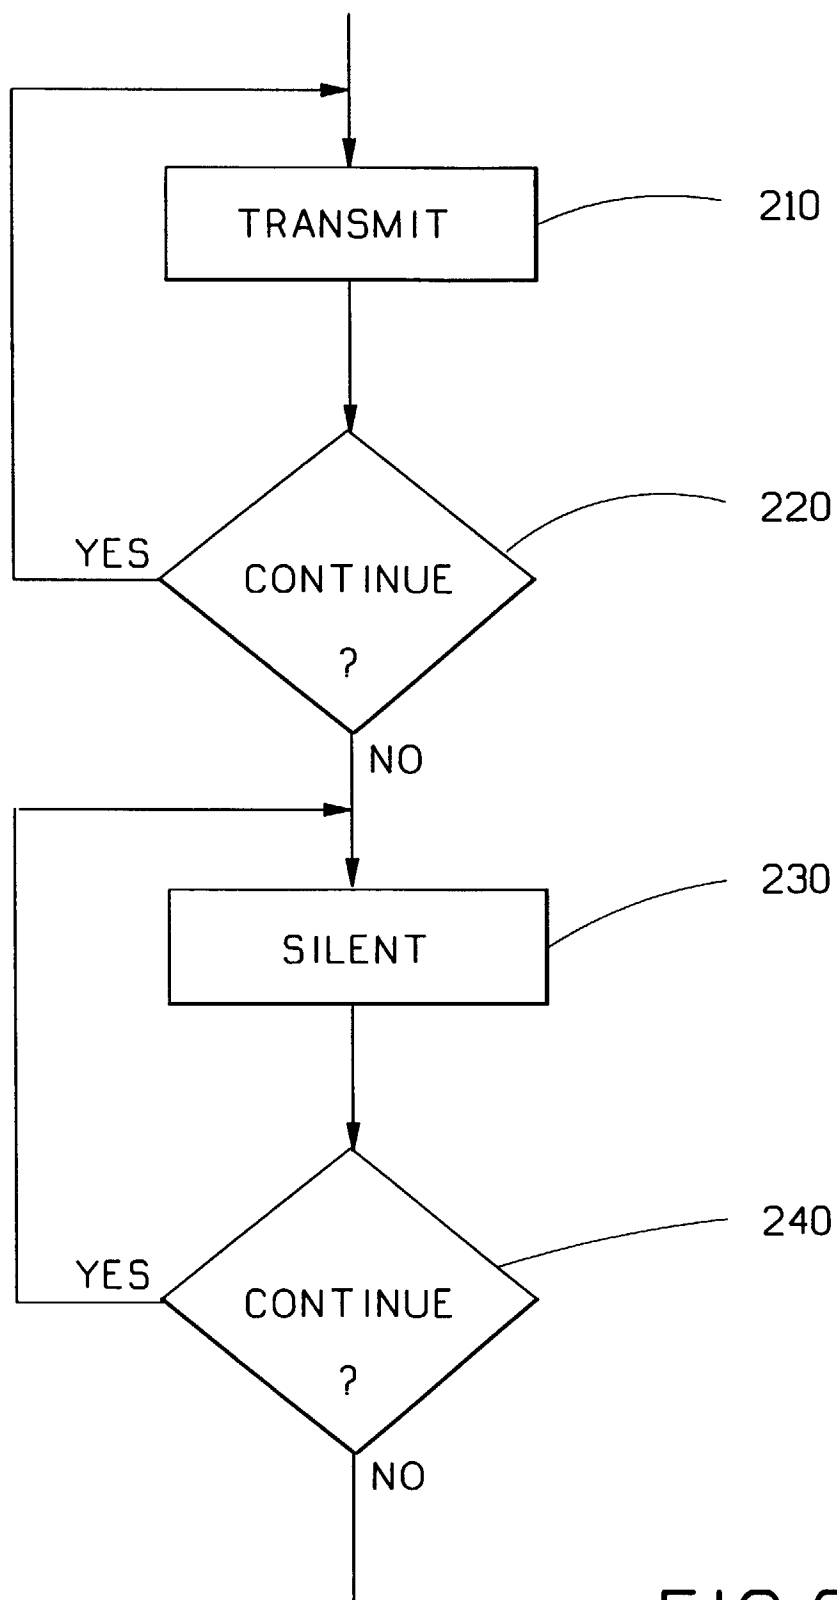 TRANSMIT
210
220
YES
CONTINUE
?
NO
230
SILENT
240
YES
CONTINUE
?
NO